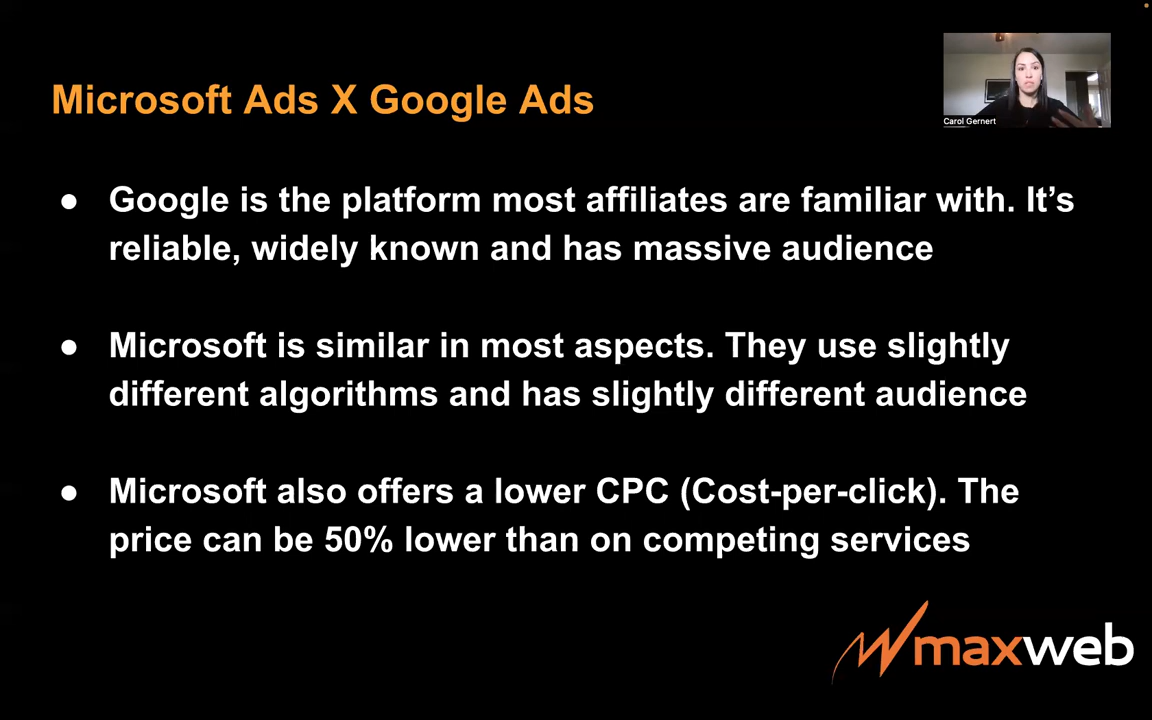 Microsoft Ads X Google Ads
Carol Gernert
● Google is the platform most affiliates are familiar with. It’s
reliable, widely known and has massive audience
● Microsoft is similar in most aspects. They use slightly
different algorithms and has slightly different audience
● Microsoft also offers a lower CPC (Cost-per-click). The
price can be 50% lower than on competing services
maxweb